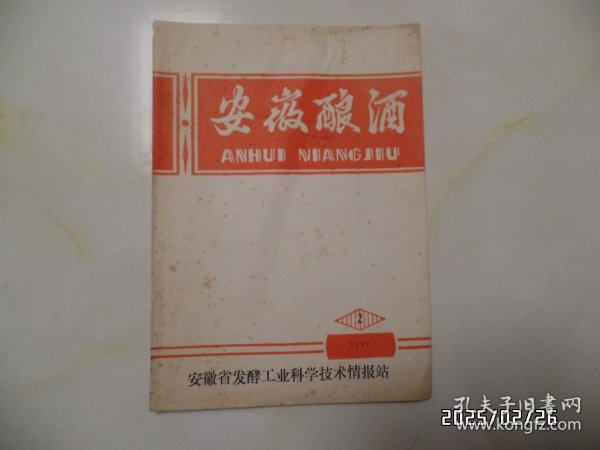 安徽酿酒
ANHUI NIANGJIU
2
安徽省发酵工业科学技术情报站
孔夫子旧书网
www.kongfz.com
2025/02/26